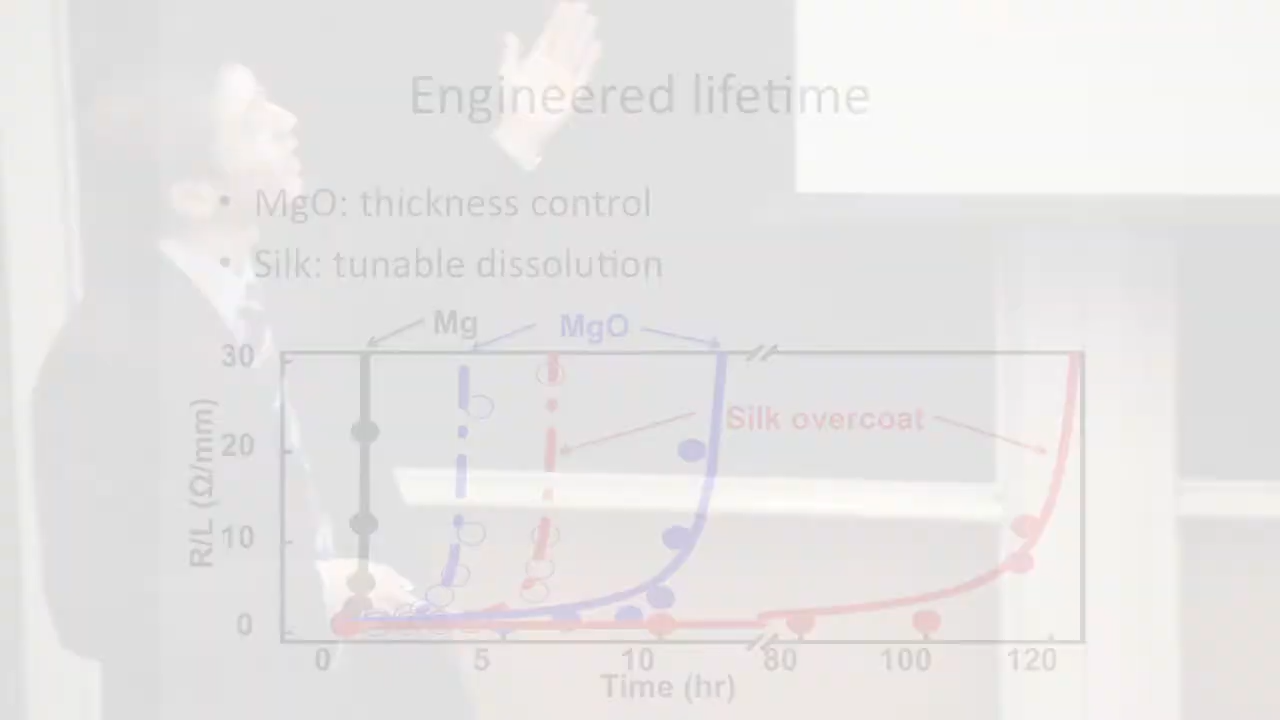 Engineered lifetime
• MgO: thickness control
• Silk: tunable dissolution
Mg
MgO
Silk overcoat
30
20
10
0
R/L (Ω/mm)
0 5 10 80 100 120
Time (hr)